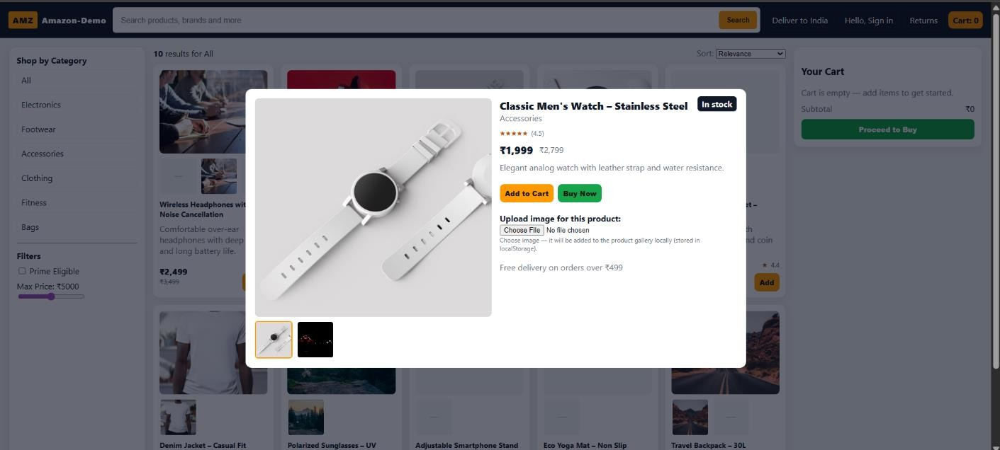 AMZ Amazon-Demo Search products, brands and more Search Deliver to India Hello, Sign in Returns Cart: 0
Shop by Category
All
Electronics
Footwear
Accessories
Clothing
Fitness
Bags
Filters
Prime Eligible
Max Price: ₹5000
10 results for All
Sort: Relevance
Wireless Headphones wit
Noise Cancellation
Comfortable over-ear
headphones with deep
and long battery life.
₹2,499
₹3,499
Classic Men's Watch – Stainless Steel
In stock
Accessories
★★★★★ (4.5)
₹1,999 ₹2,799
Elegant analog watch with leather strap and water resistance.
Add to Cart Buy Now
Upload image for this product:
Choose File No file chosen
Choose image — it will be added to the product gallery locally (stored in
localStorage).
Free delivery on orders over ₹499
et –
th
nd coin
★ 4.4
Add
Denim Jacket – Casual Fit
Polarized Sunglasses – UV
Adjustable Smartphone Stand
Eco Yoga Mat – Non Slip
Travel Backpack – 30L
Your Cart
Cart is empty — add items to get started.
Subtotal ₹0
Proceed to Buy